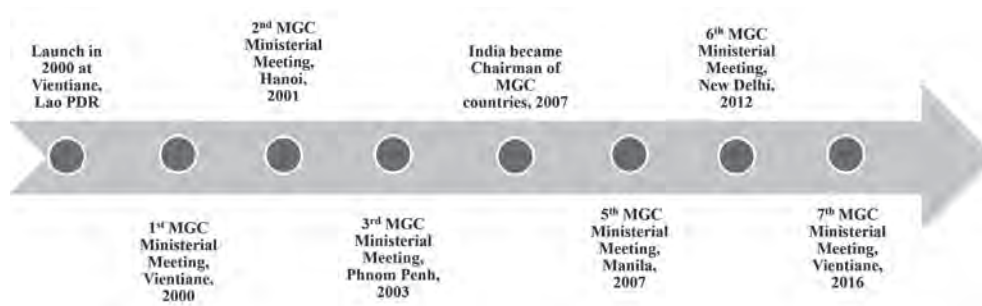 Launch in
2000 at
Vientiane,
Lao PDR
1st MGC
Ministerial
Meeting,
Vientiane,
2000
2nd MGC
Ministerial
Meeting,
Hanoi,
2001
3rd MGC
Ministerial
Meeting,
Phnom Penh,
2003
India became
Chairman of
MGC
countries, 2007
5th MGC
Ministerial
Meeting,
Manila,
2007
6th MGC
Ministerial
Meeting,
New Delhi,
2012
7th MGC
Ministerial
Meeting,
Vientiane,
2016